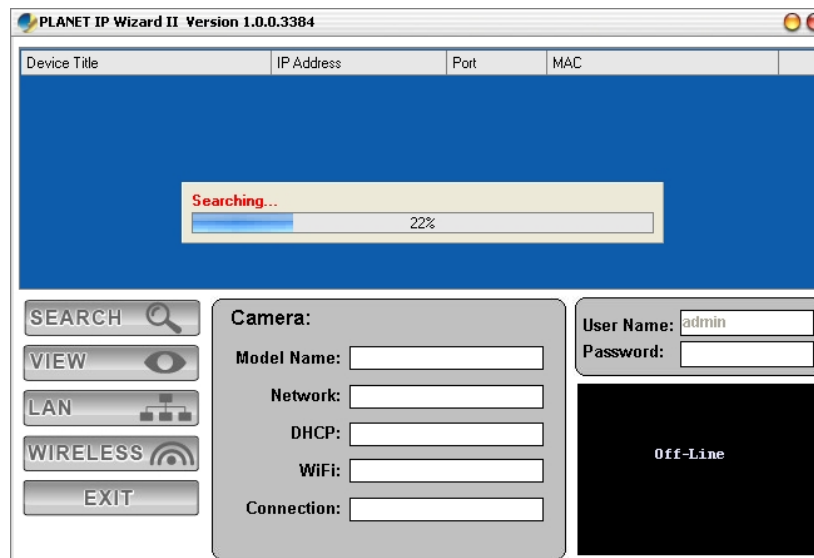 PLANET IP Wizard II Version 1.0.0.3384
Device Title IP Address Port MAC
Searching...
22%
SEARCH
VIEW
LAN
WIRELESS
EXIT
Camera:
Model Name:
Network:
DHCP:
WiFi:
Connection:
User Name: admin
Password:
Off-Line